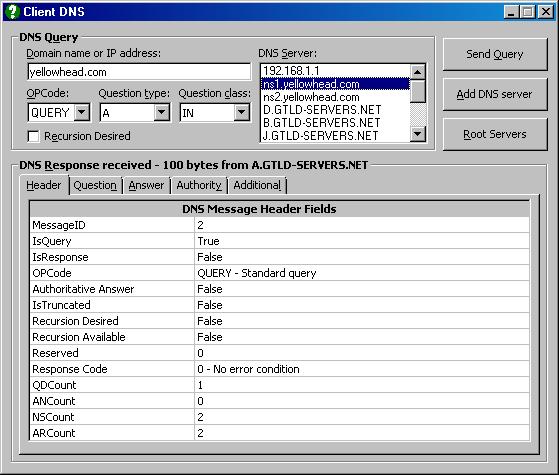 Client DNS
DNS Query
Domain name or IP address:
yellowhead.com
OPCode: Question type: Question class:
QUERY A IN
Recursion Desired
DNS Server:
192.168.1.1
ns1.yellowhead.com
ns2.yellowhead.com
D.GTLD-SERVERS.NET
B.GTLD-SERVERS.NET
J.GTLD-SERVERS.NET
Send Query
Add DNS server
Root Servers
DNS Response received - 100 bytes from A.GTLD-SERVERS.NET
Header Question Answer Authority Additional
DNS Message Header Fields
MessageID 2
IsQuery True
IsResponse False
OPCode QUERY - Standard query
Authoritative Answer False
IsTruncated False
Recursion Desired False
Recursion Available False
Reserved 0
Response Code 0 - No error condition
QDCount 1
ANCount 0
NSCount 2
ARCount 2